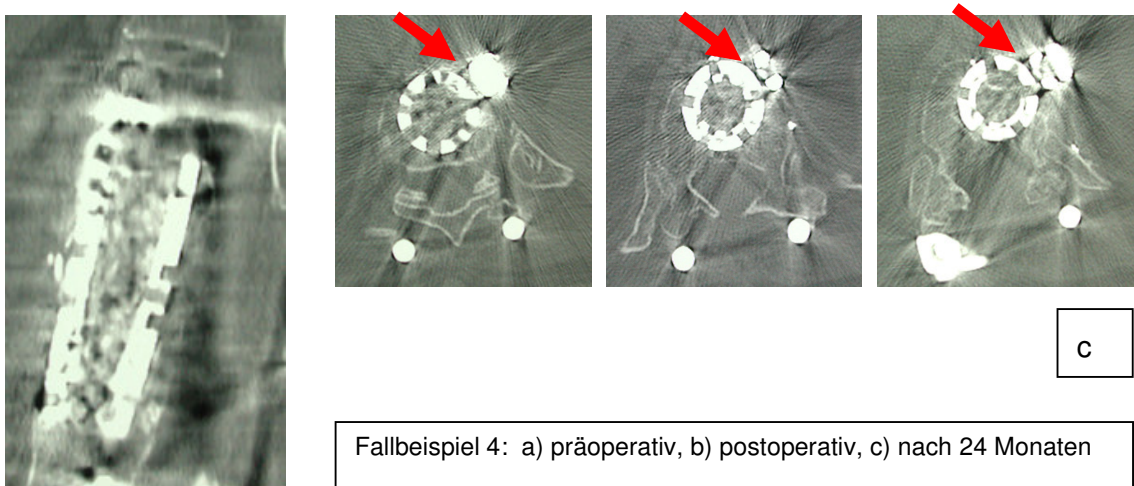 c
Fallbeispiel 4: a) präoperativ, b) postoperativ, c) nach 24 Monaten